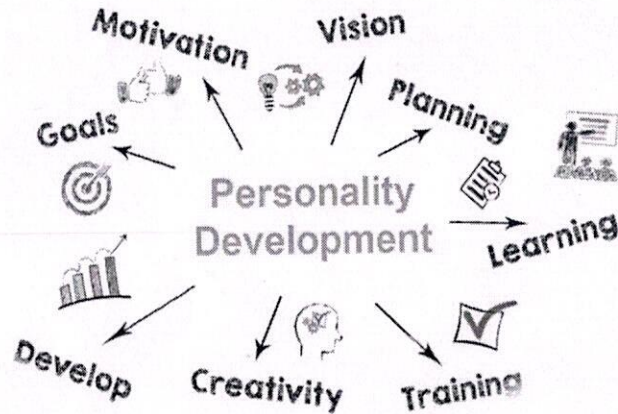 Motivation
Vision
Goals
Planning
Personality
Development
Learning
Develop
Creativity
Training